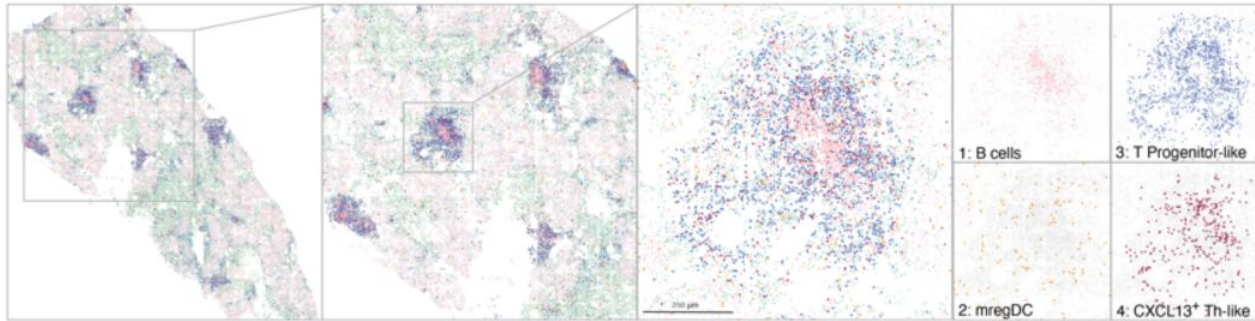 250 μm
1: B cells
3: T Progenitor-like
2: mregDC
4: CXCL13⁺ Th-like